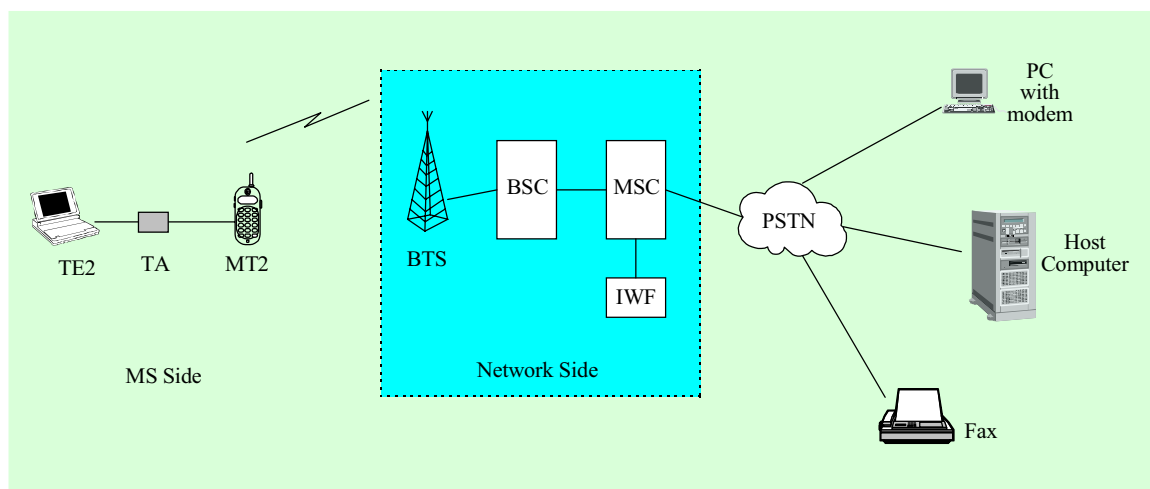 PC
with
modem
BSC
MSC
TE2
TA
MT2
BTS
IWF
PSTN
Host
Computer
MS Side
Network Side
Fax